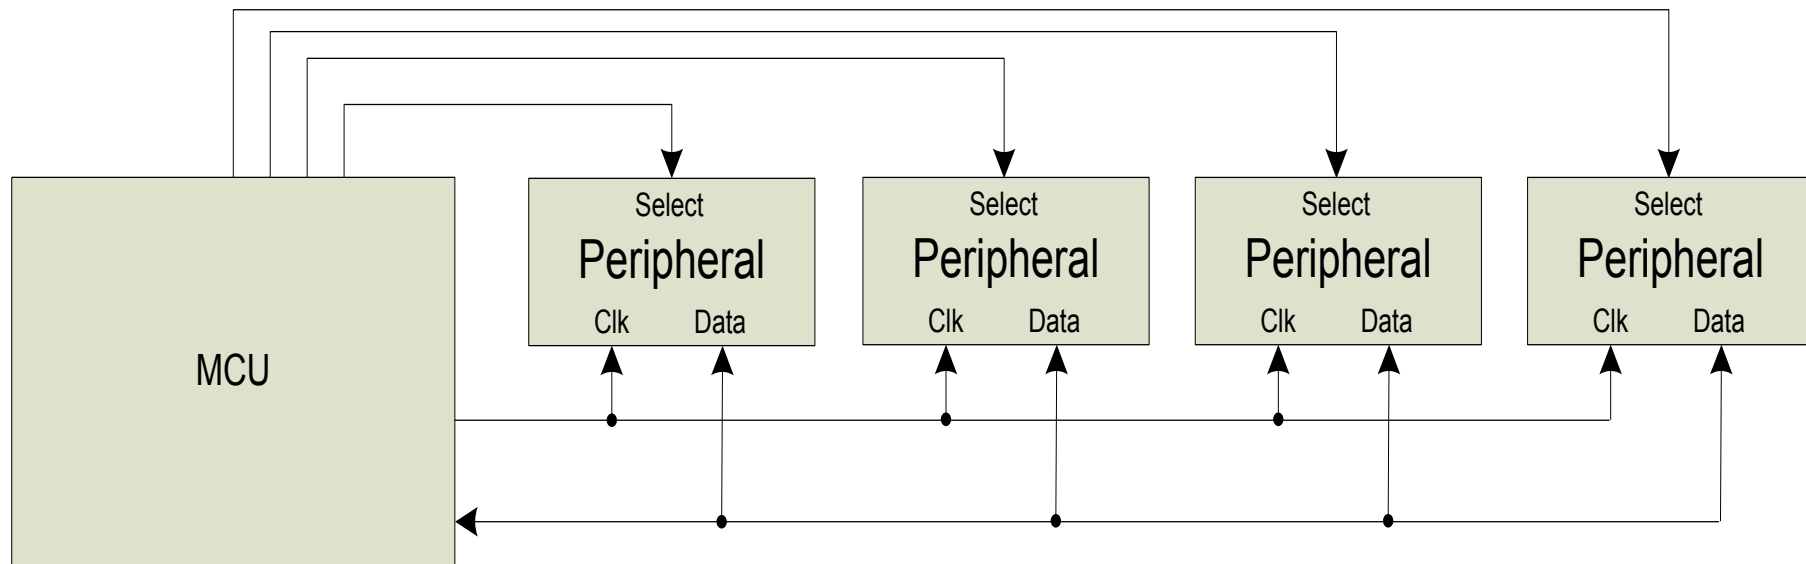 Select
Peripheral
Clk Data
Select
Peripheral
Clk Data
Select
Peripheral
Clk Data
Select
Peripheral
Clk Data
MCU